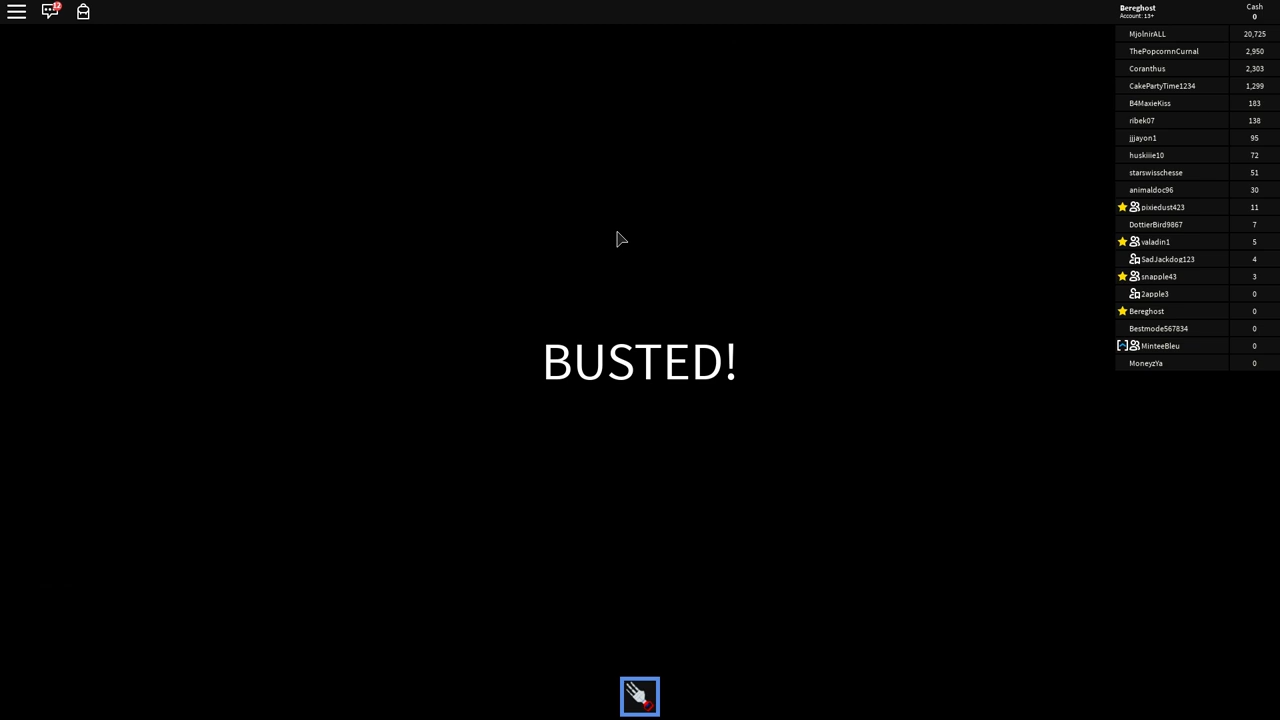 12
Bereghost
Account: 13+
Cash
0
MjolnirALL 20,725
ThePopcornnCurnal 2,950
Coranthus 2,303
CakePartyTime1234 1,299
B4MaxieKiss 183
ribek07 138
jjjayon1 95
huskiiie10 72
starswisschesse 51
animaldoc96 30
pixiedust423 11
DottierBird9867 7
valadin1 5
SadJackdog123 4
snapple43 3
2apple3 0
Bereghost 0
Bestmode567834 0
MinteeBleu 0
MoneyzYa 0
BUSTED!